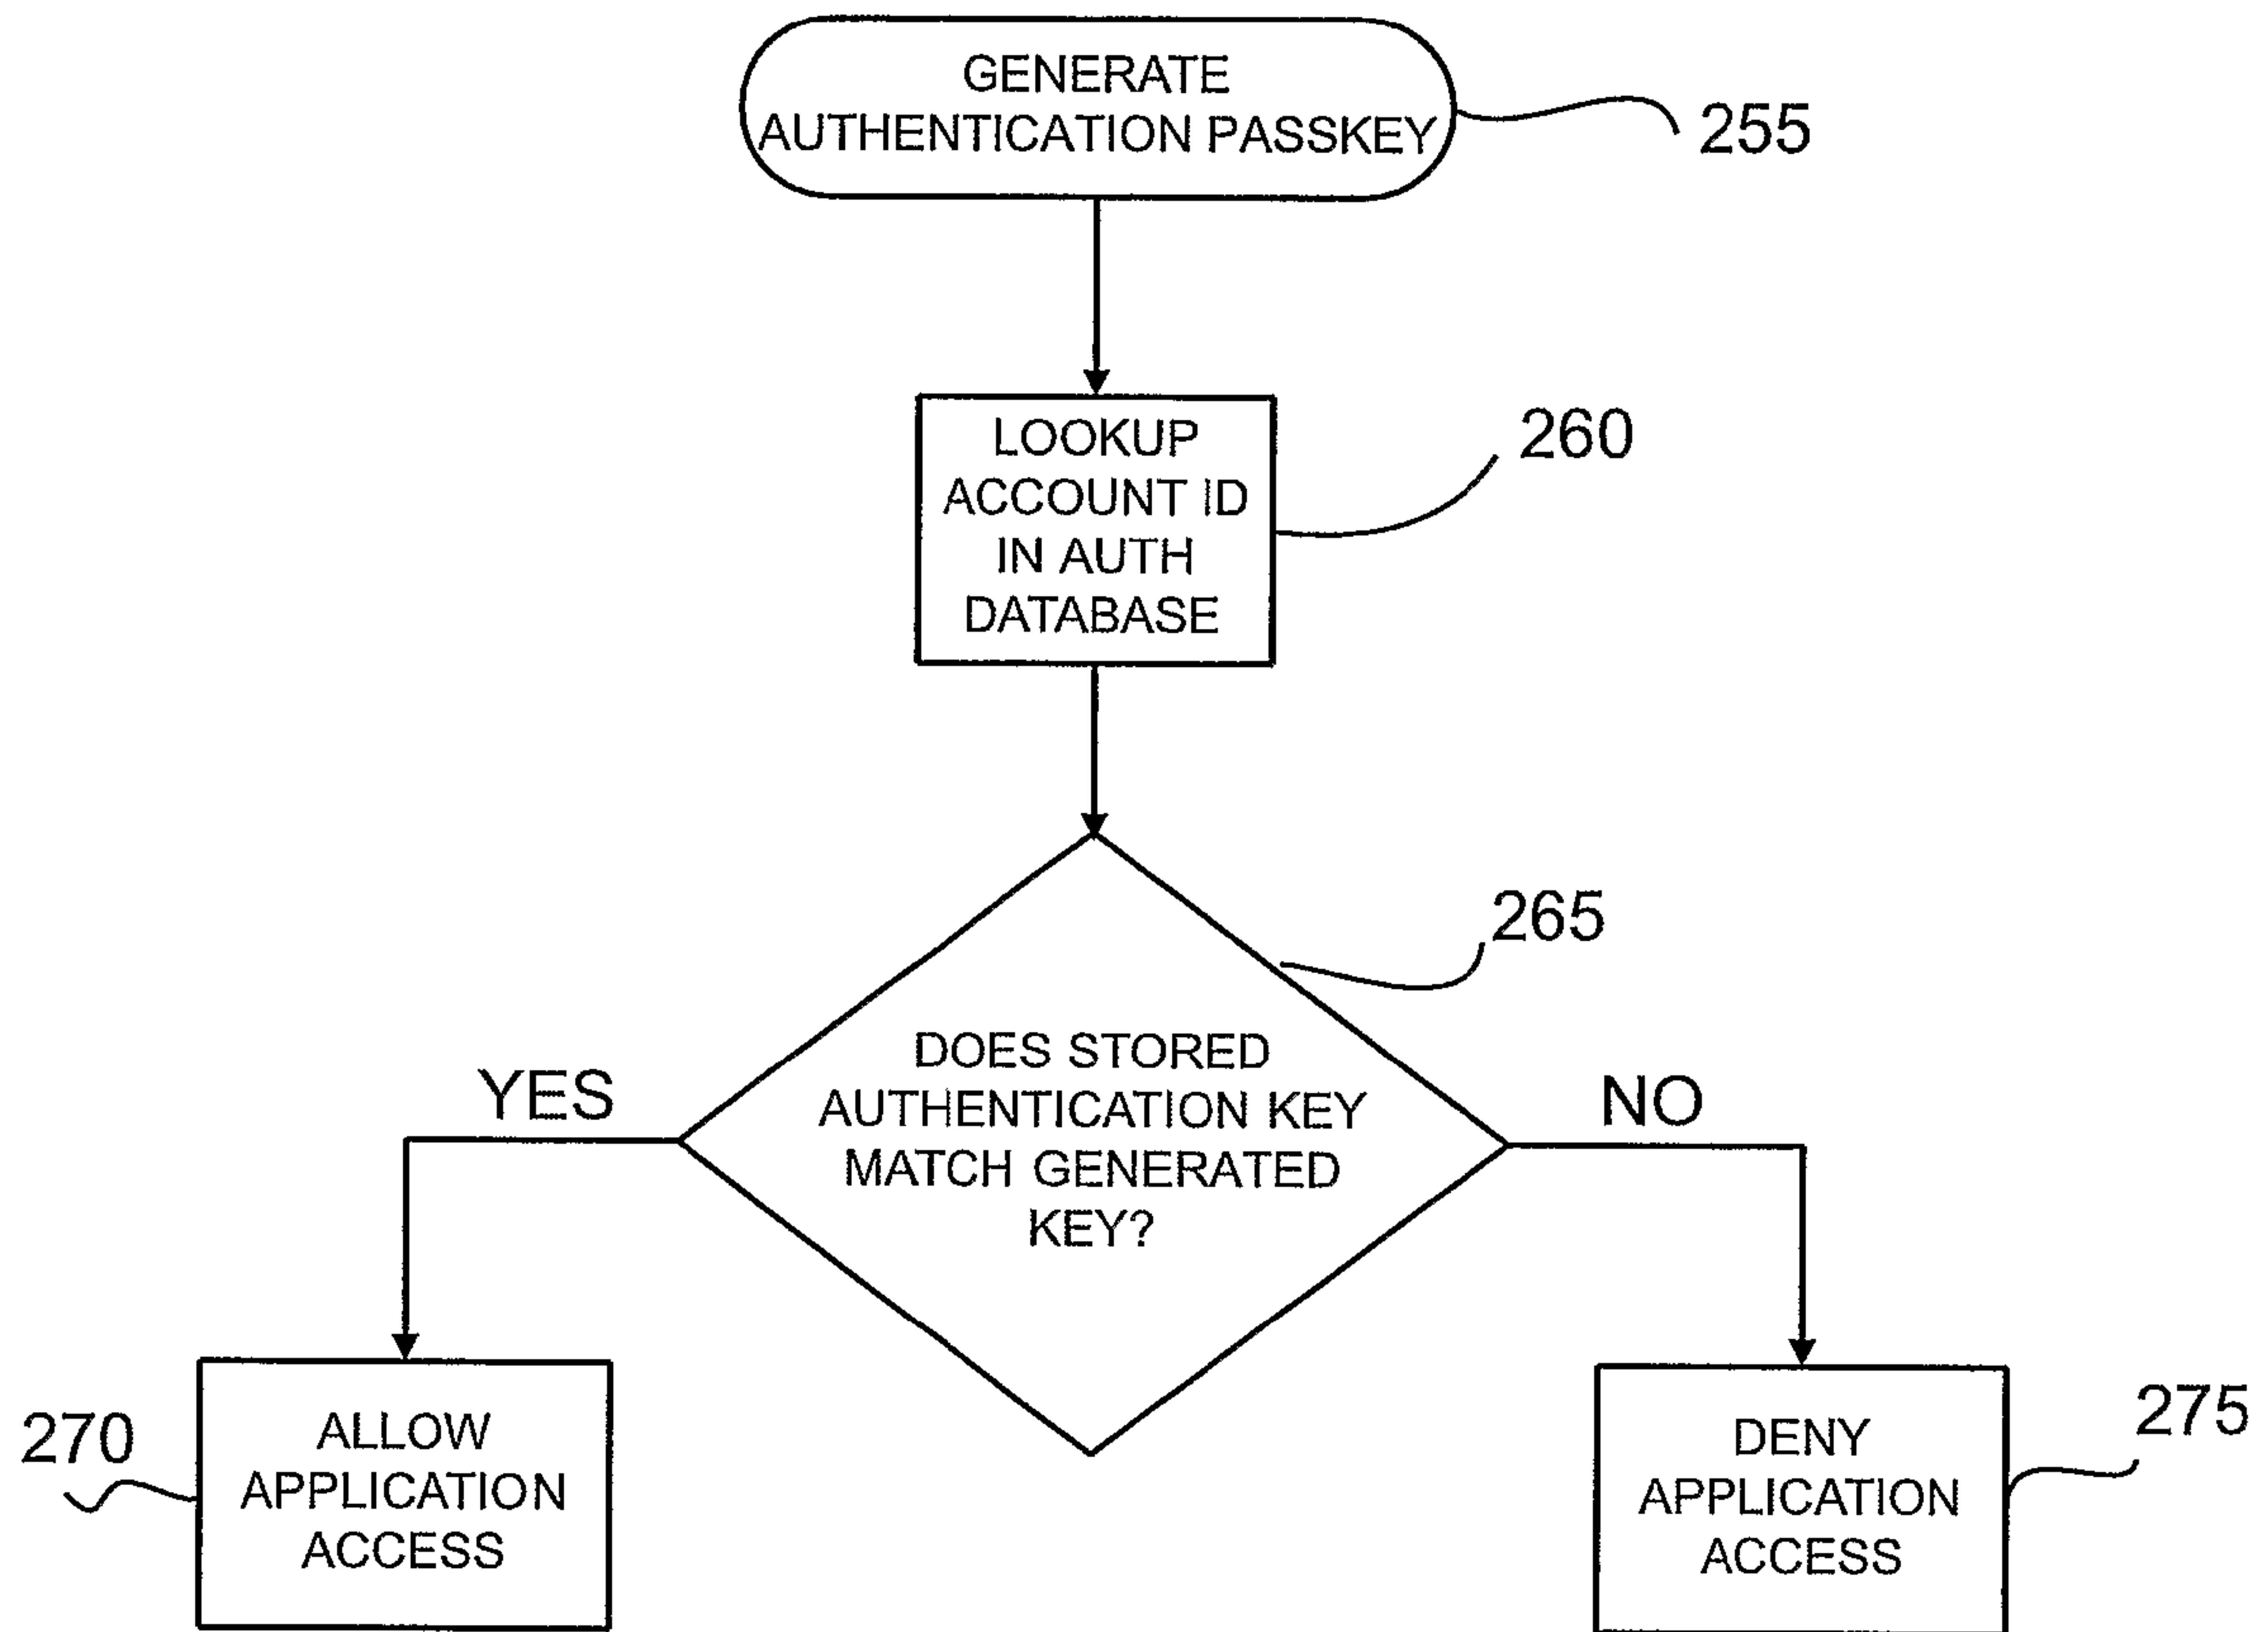 GENERATE
AUTHENTICATION PASSKEY
255
LOOKUP
ACCOUNT ID
IN AUTH
DATABASE
260
265
DOES STORED
AUTHENTICATION KEY
MATCH GENERATED
KEY?
YES
NO
270
ALLOW
APPLICATION
ACCESS
DENY
APPLICATION
ACCESS
275